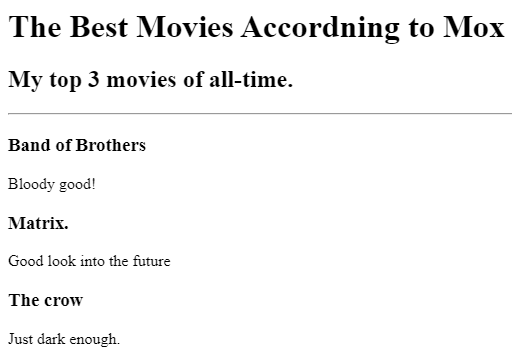 The Best Movies Accordning to Mox
My top 3 movies of all-time.
Band of Brothers
Bloody good!
Matrix.
Good look into the future
The crow
Just dark enough.